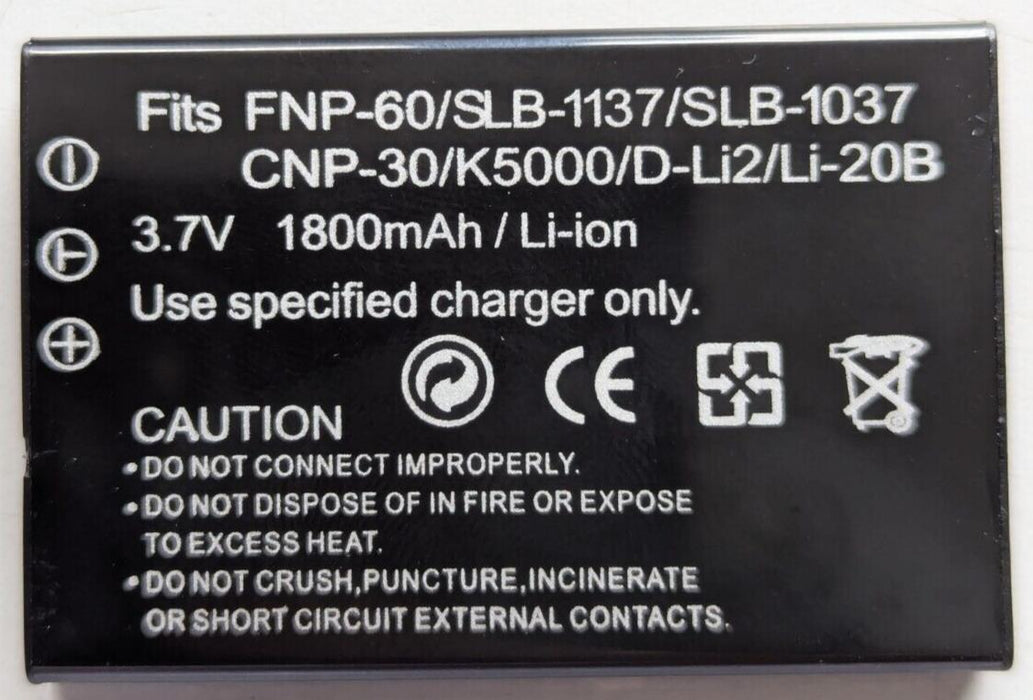 Fits FNP-60/SLB-1137/SLB-1037
CNP-30/K5000/D-Li2/Li-20B
3.7V 1800mAh / Li-ion
Use specified charger only.
CE
CAUTION
•DO NOT CONNECT IMPROPERLY.
•DO NOT DISPOSE OF IN FIRE OR EXPOSE
TO EXCESS HEAT.
•DO NOT CRUSH,PUNCTURE,INCINERATE
OR SHORT CIRCUIT EXTERNAL CONTACTS.